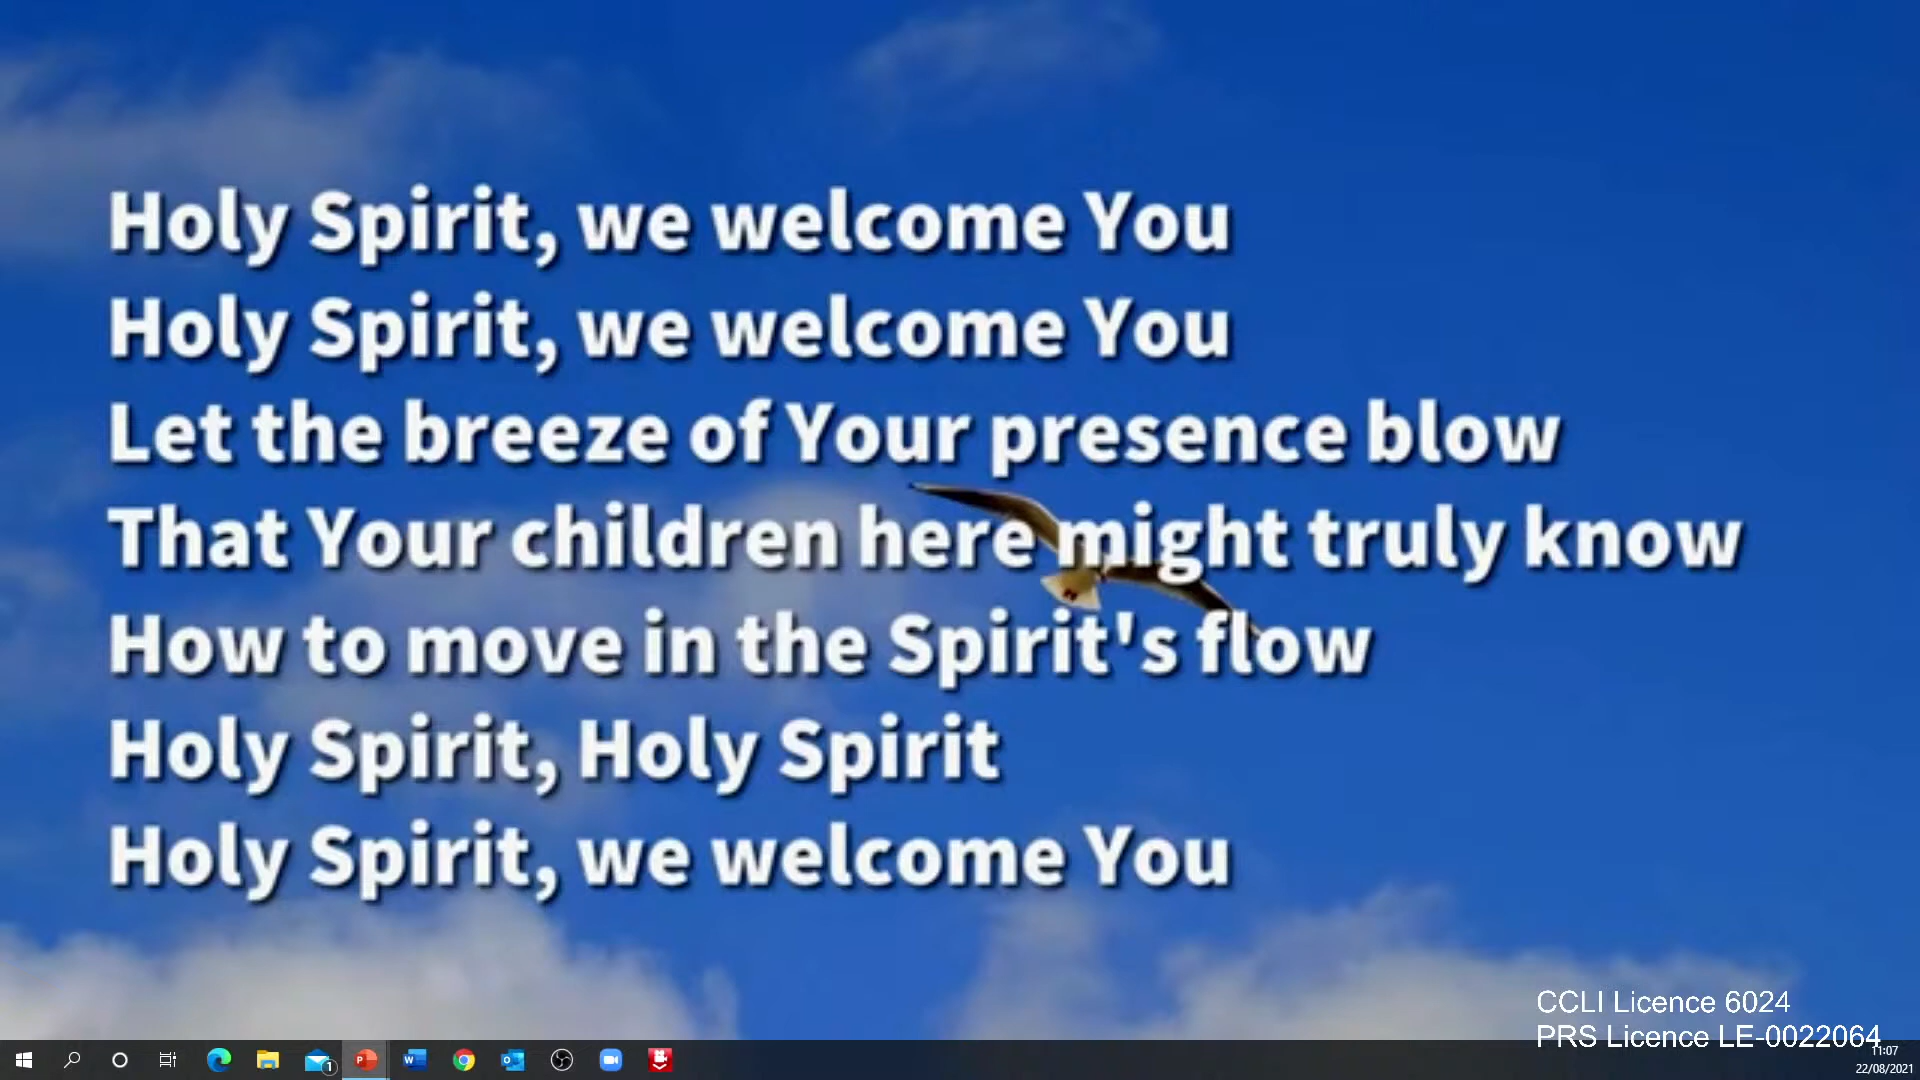 Holy Spirit, we welcome You
Holy Spirit, we welcome You
Let the breeze of Your presence blow
That Your children here might truly know
How to move in the Spirit's flow
Holy Spirit, Holy Spirit
Holy Spirit, we welcome You
CCLI Licence 6024
PRS Licence LE-0022064
11:07
22/08/2021
1
P
W
O